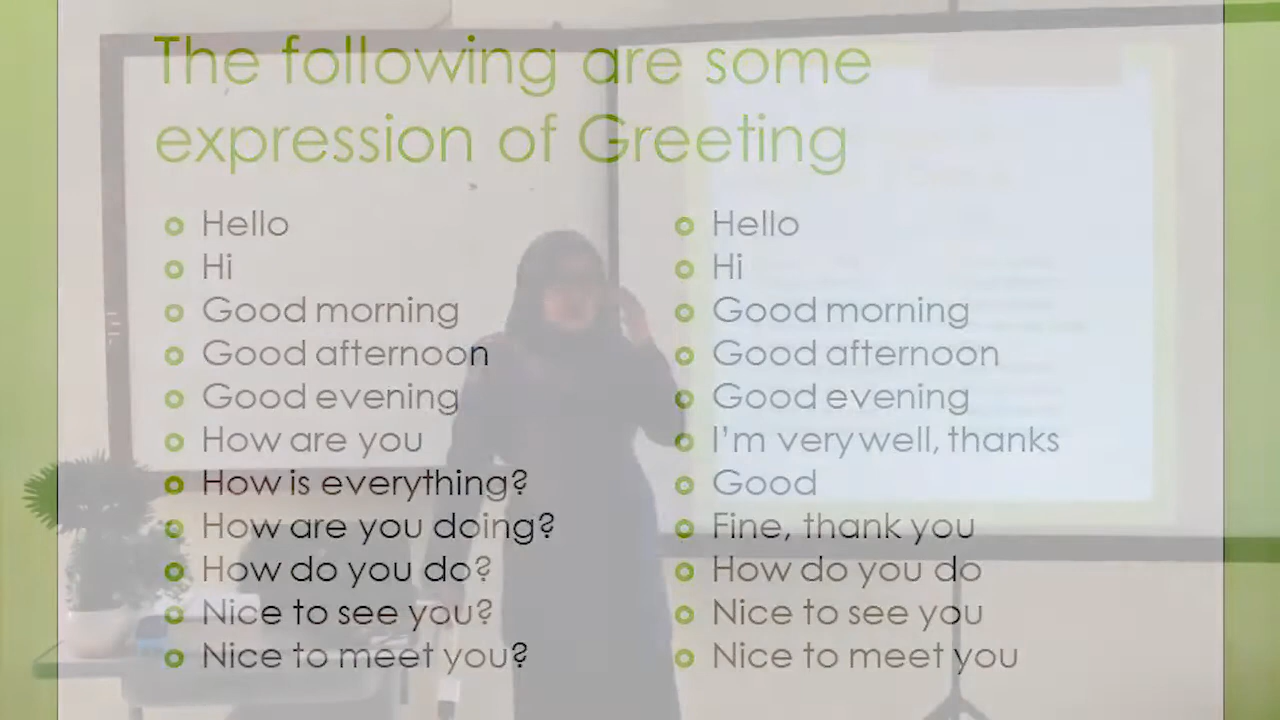 The following are some
expression of Greeting
Hello
Hi
Good morning
Good afternoon
Good evening
How are you
How is everything?
How are you doing?
How do you do?
Nice to see you?
Nice to meet you?
Hello
Hi
Good morning
Good afternoon
Good evening
I'm very well, thanks
Good
Fine, thank you
How do you do
Nice to see you
Nice to meet you